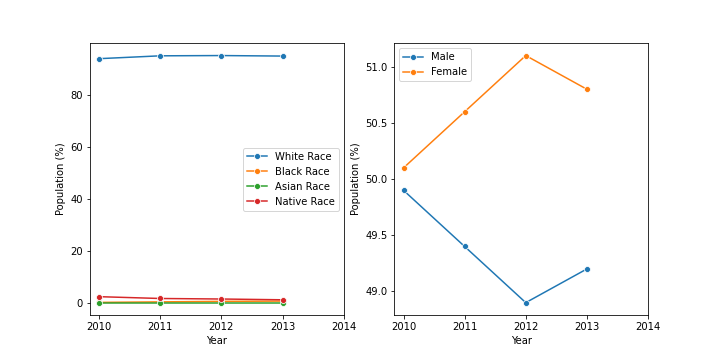 80
60
40
20
0
Population (%)
2010 2011 2012 2013 2014
Year
White Race
Black Race
Asian Race
Native Race
51.0
50.5
50.0
49.5
49.0
Population (%)
2010 2011 2012 2013 2014
Year
Male
Female